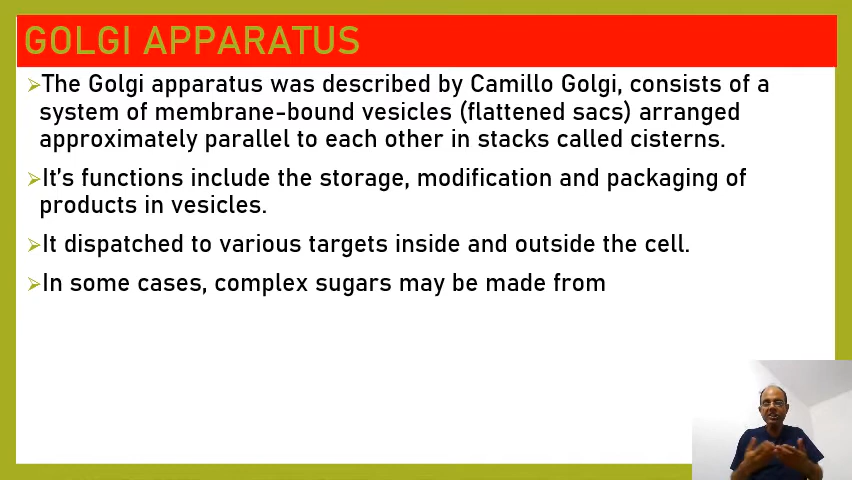 GOLGI APPARATUS
➢The Golgi apparatus was described by Camillo Golgi, consists of a
system of membrane-bound vesicles (flattened sacs) arranged
approximately parallel to each other in stacks called cisterns.
➢It's functions include the storage, modification and packaging of
products in vesicles.
➢It dispatched to various targets inside and outside the cell.
➢In some cases, complex sugars may be made from